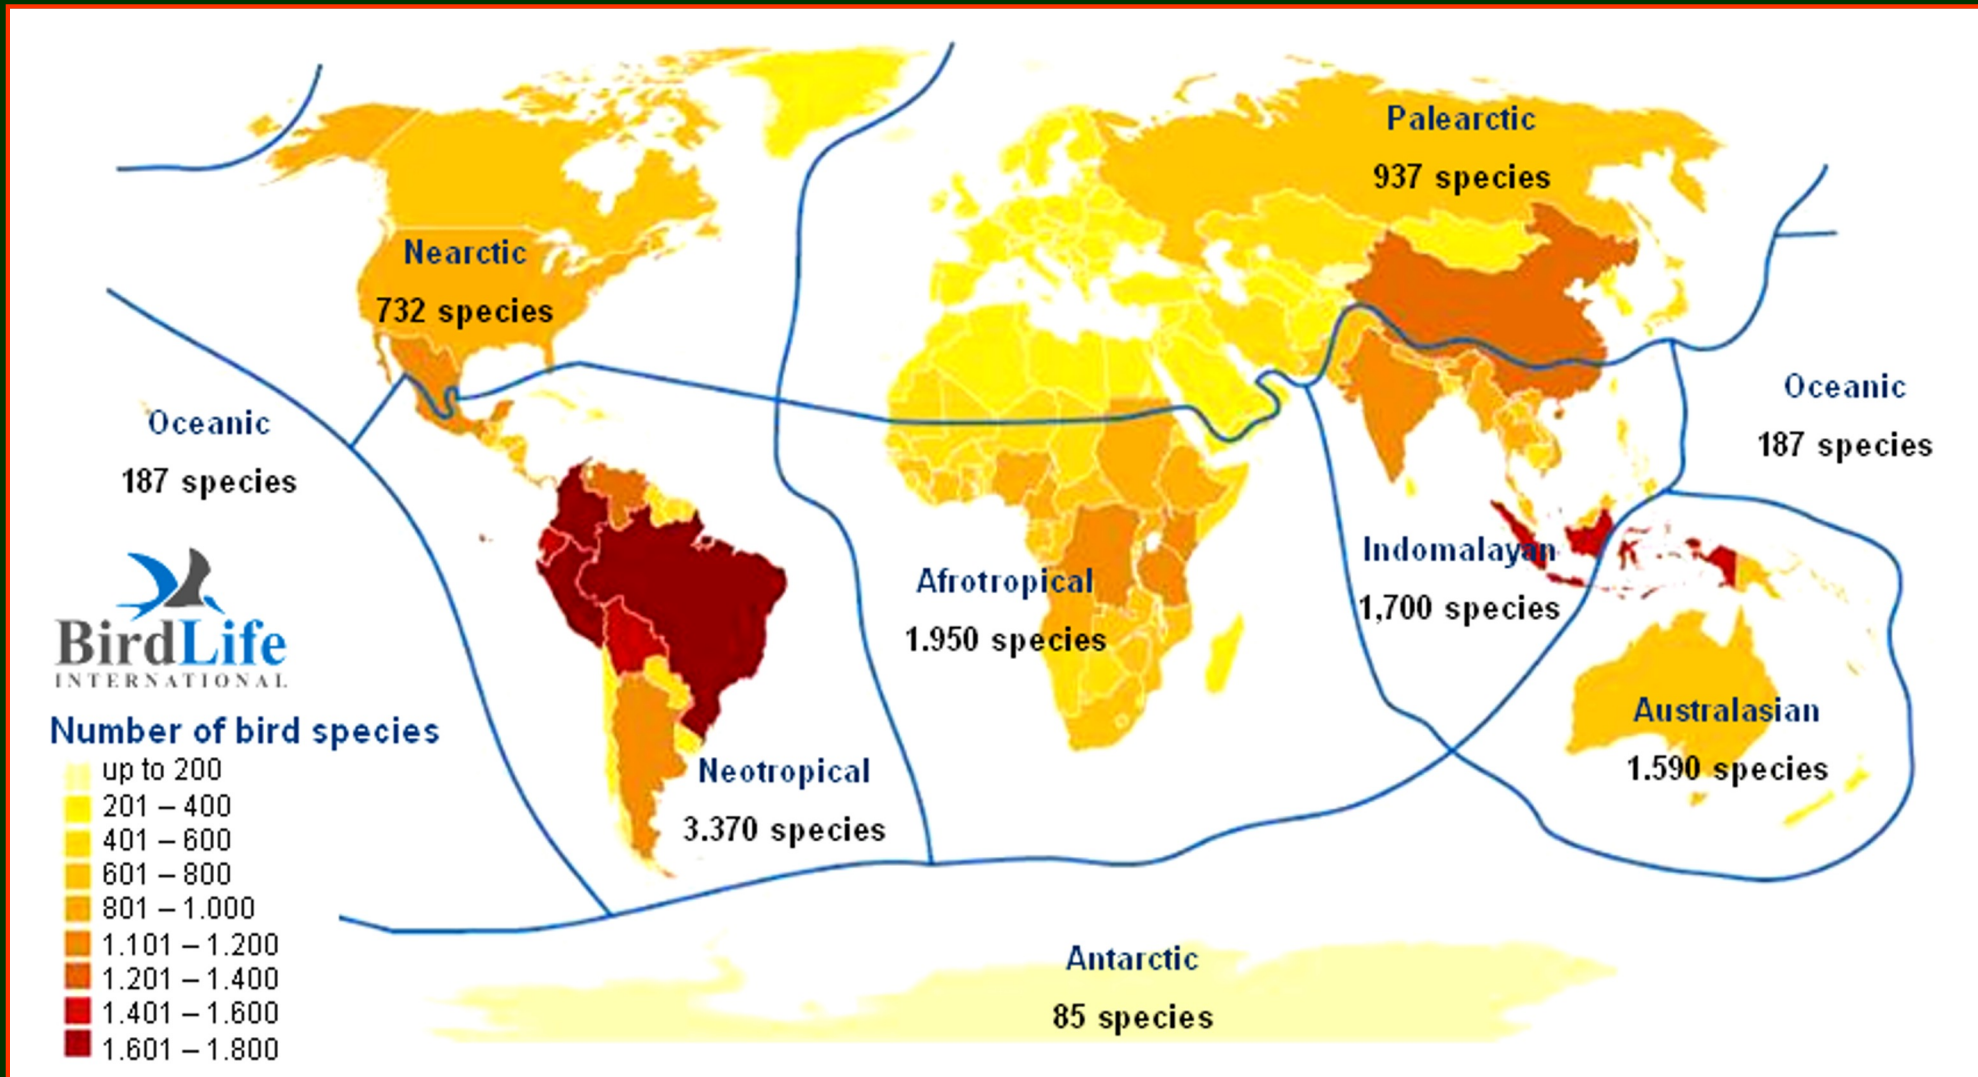 Palearctic
937 species
Nearctic
732 species
Oceanic
187 species
Oceanic
187 species
Indomalayan
1,700 species
Afrotropical
1.950 species
Australasian
1.590 species
Neotropical
3.370 species
Antarctic
85 species
BirdLife
INTERNATIONAL
Number of bird species
up to 200
201 – 400
401 – 600
601 – 800
801 – 1.000
1.101 – 1.200
1.201 – 1.400
1.401 – 1.600
1.601 – 1.800